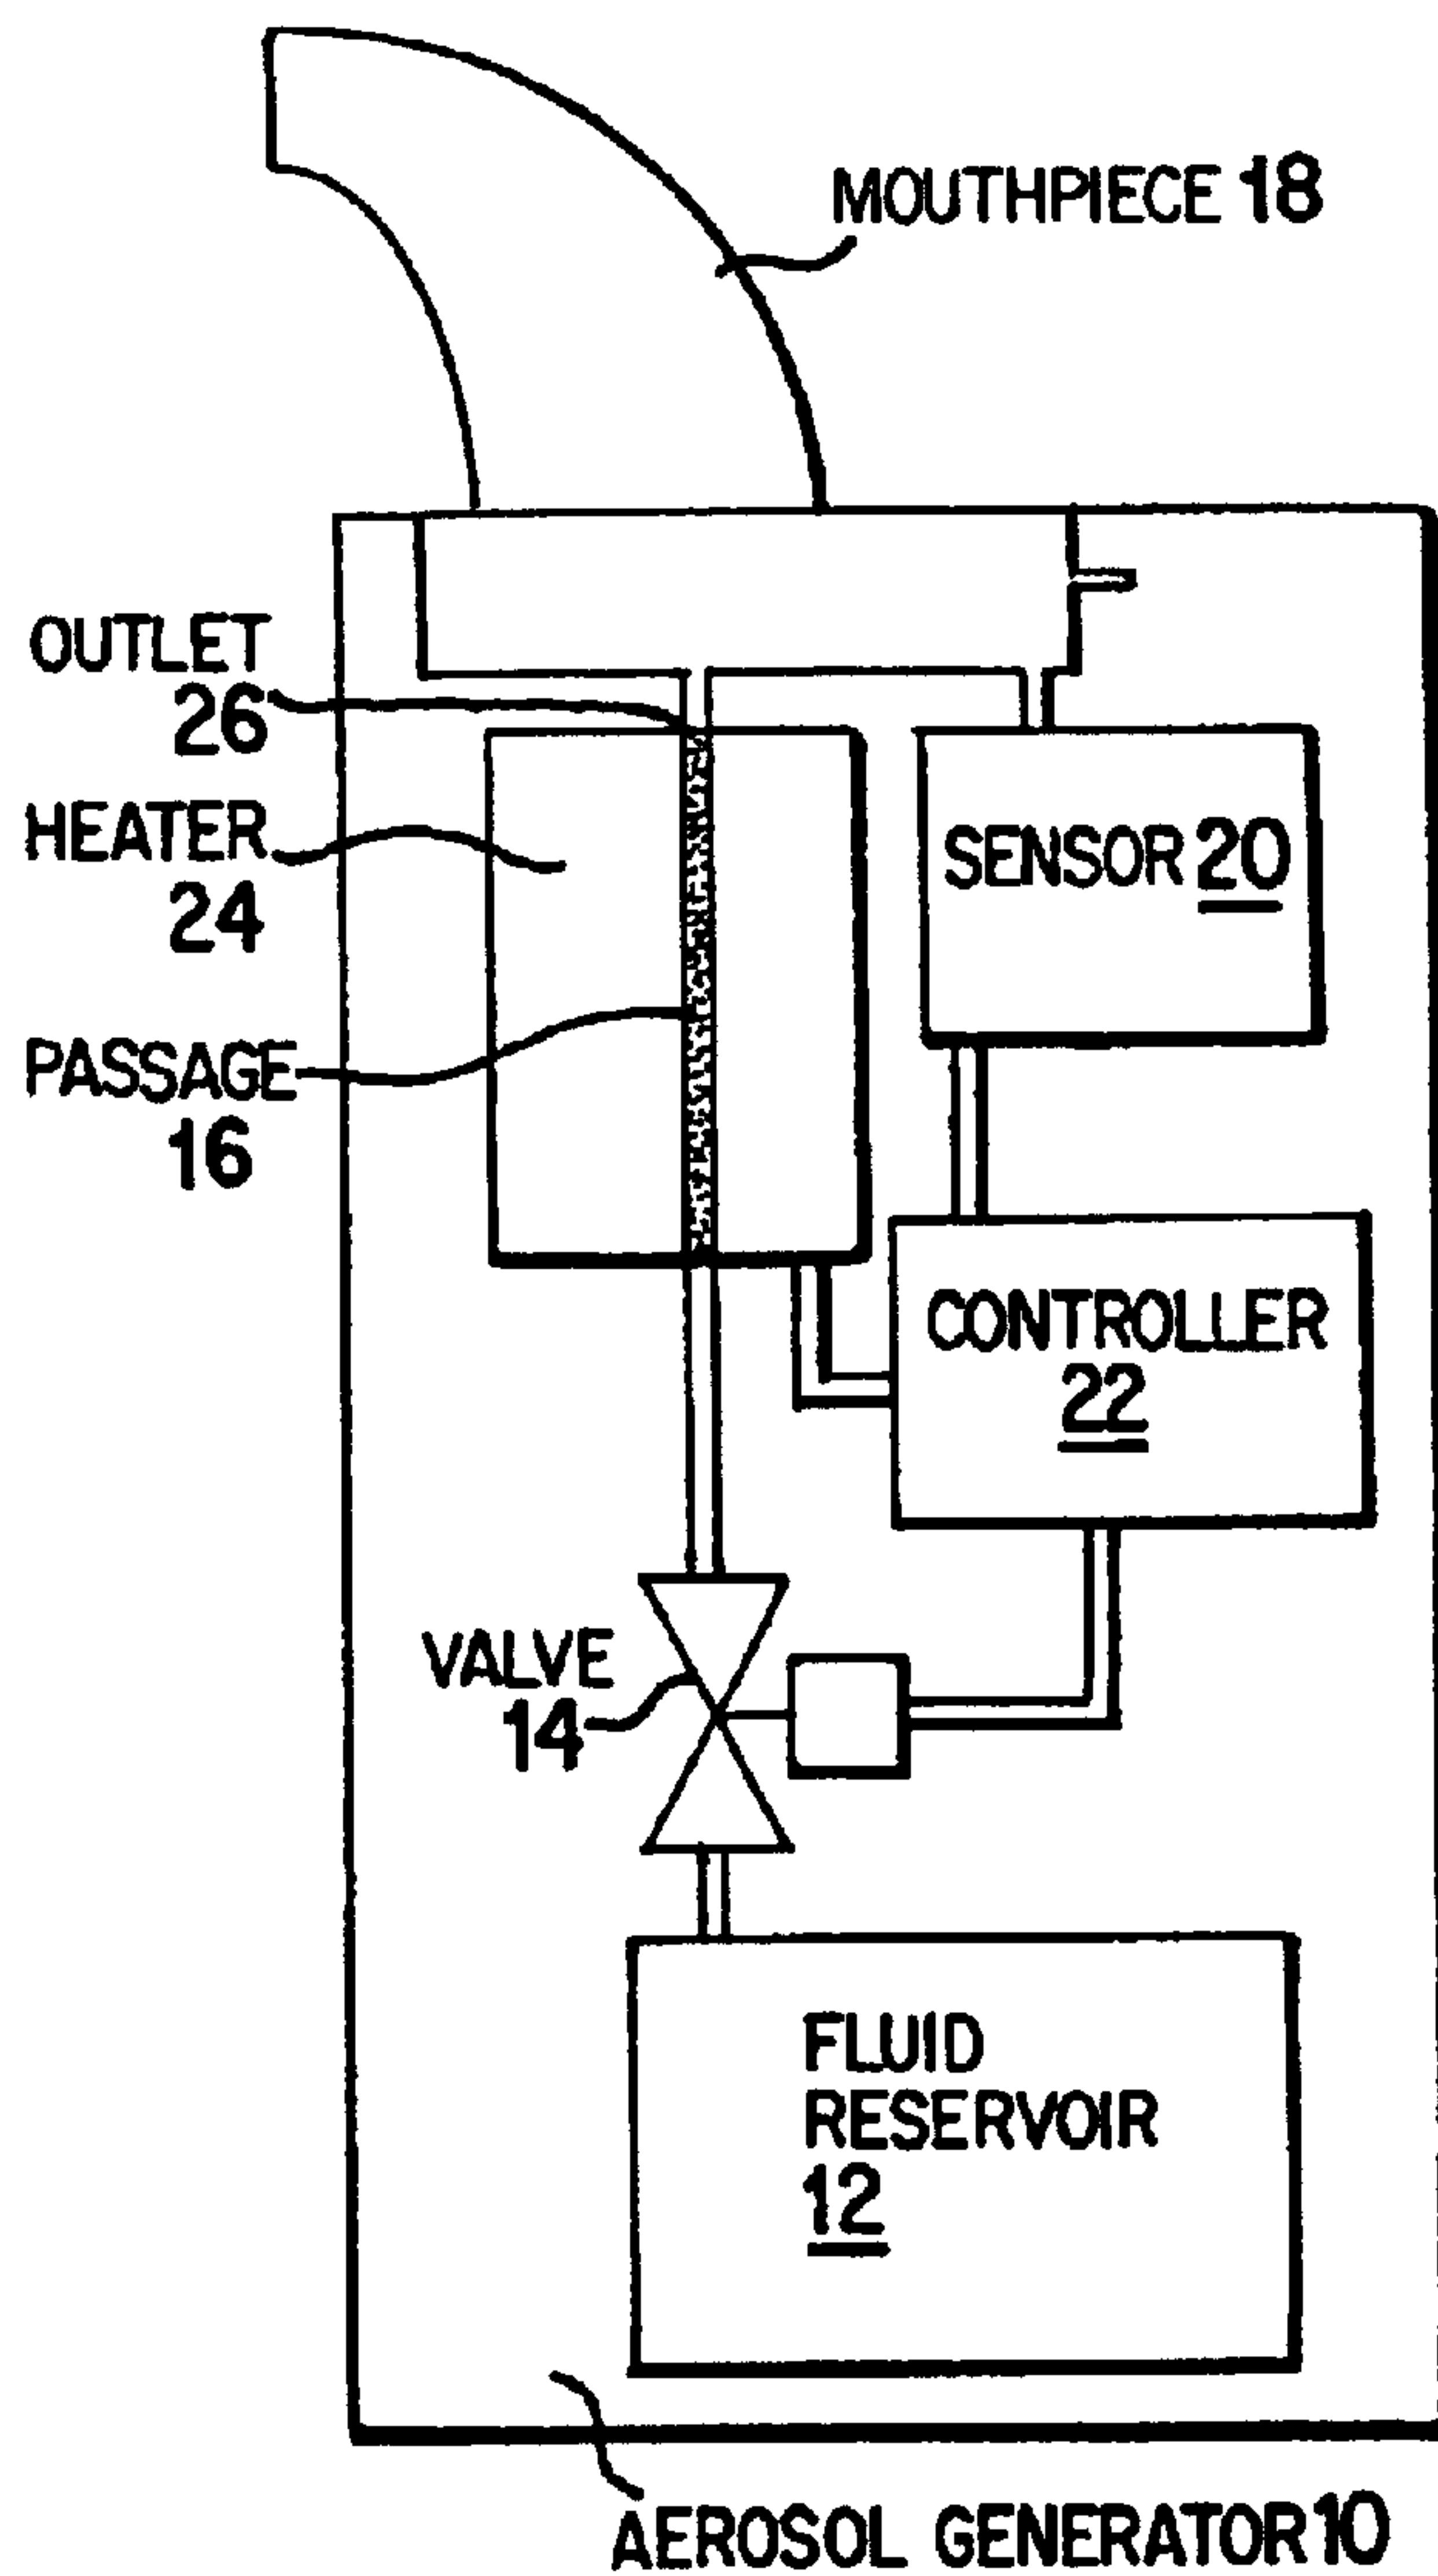 MOUTHPIECE 18
OUTLET
26
HEATER
24
SENSOR 20
PASSAGE
16
CONTROLLER
22
VALVE
14
FLUID
RESERVOIR
12
AEROSOL GENERATOR 10